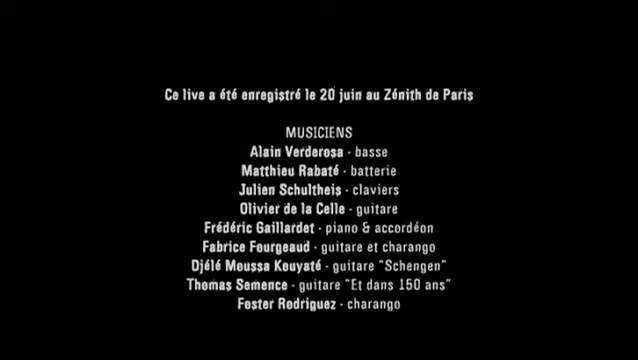 Ce live a été enregistré le 20 juin au Zénith de Paris
MUSICIENS
Alain Verderosa - basse
Matthieu Rabaté - batterie
Julien Schultheis - claviers
Olivier de la Celle - guitare
Frédéric Gaillardet - piano & accordéon
Fabrice Fourgeaud - guitare et charango
Djélé Moussa Kouyaté - guitare "Schengen"
Thomas Semence - guitare "Et dans 150 ans"
Foster Rodriguez - charango